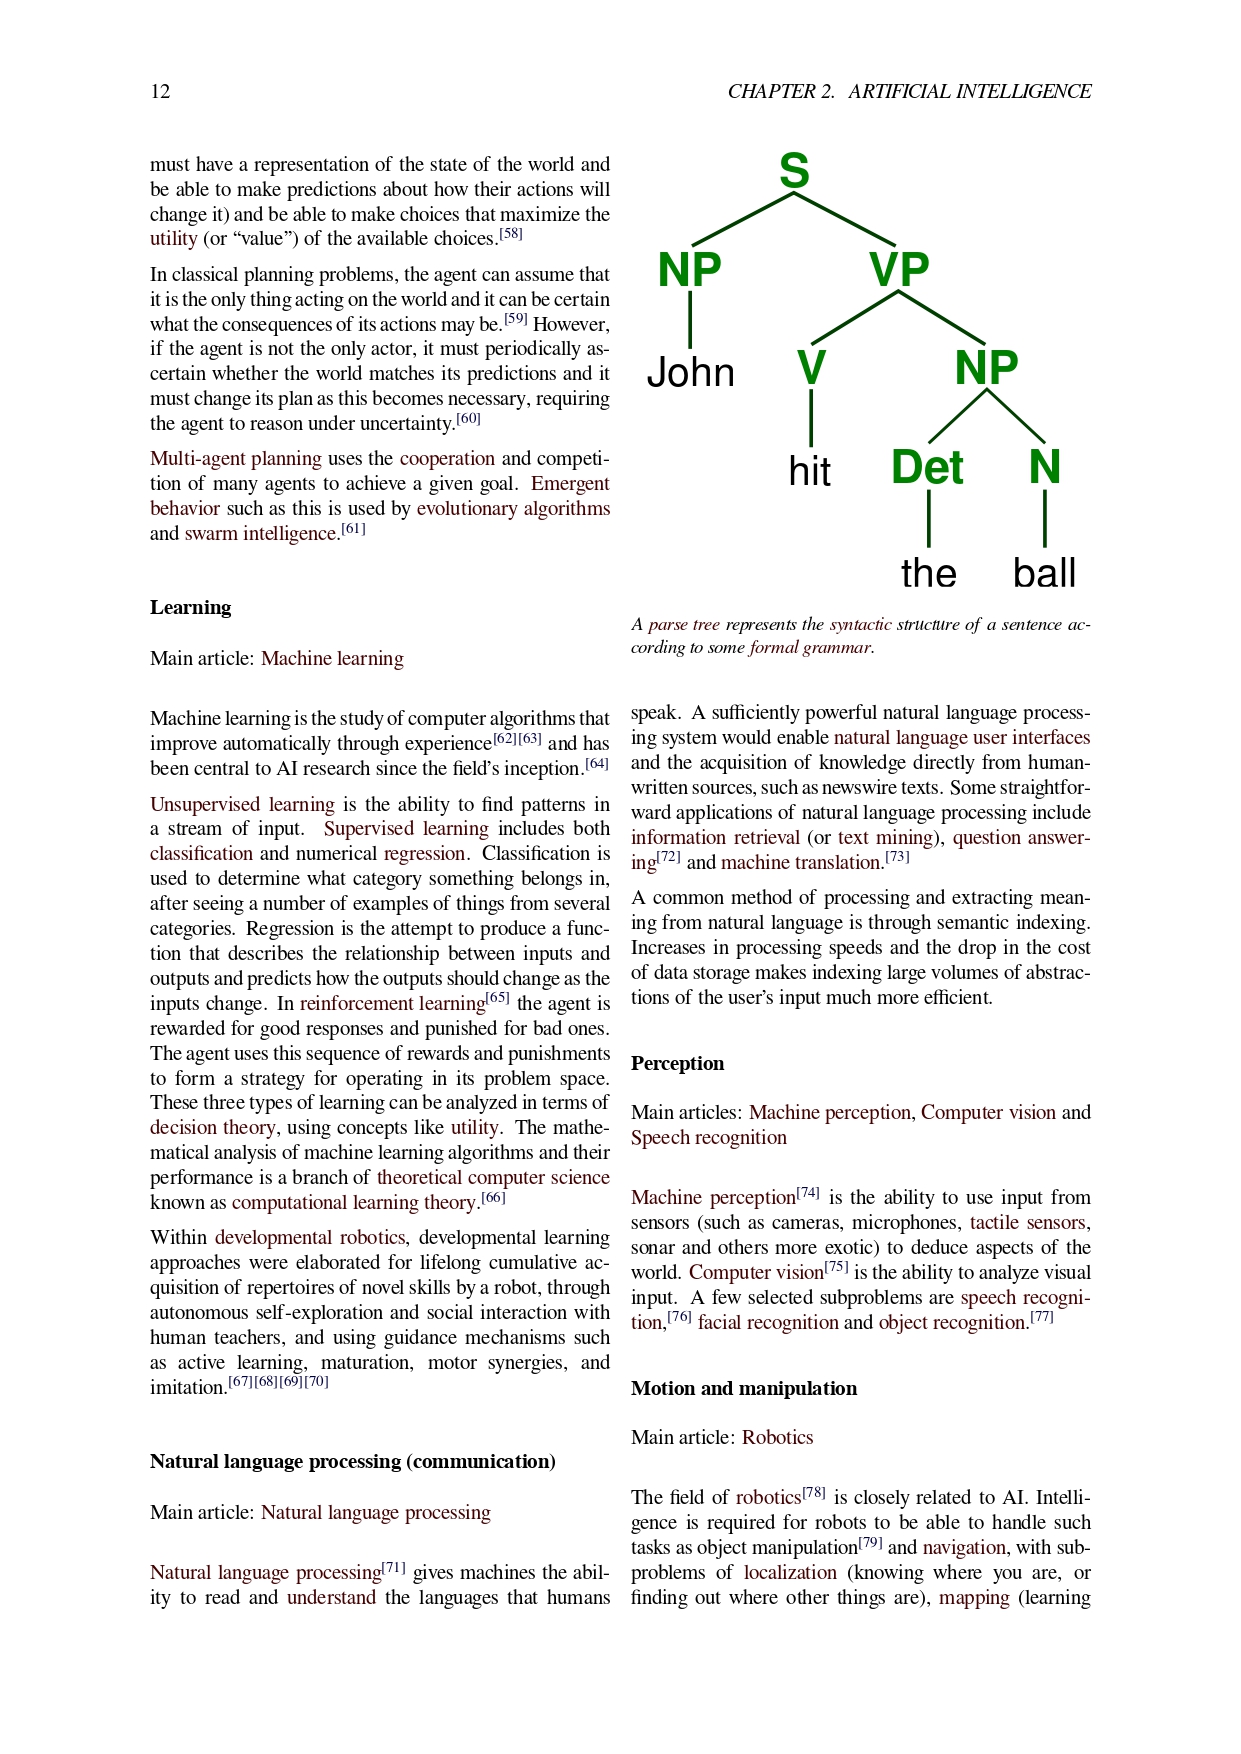 12
CHAPTER 2. ARTIFICIAL INTELLIGENCE
must have a representation of the state of the world and
be able to make predictions about how their actions will
change it) and be able to make choices that maximize the
utility (or “value”) of the available choices.[58]
In classical planning problems, the agent can assume that
it is the only thing acting on the world and it can be certain
what the consequences of its actions may be.[59] However,
if the agent is not the only actor, it must periodically as-
certain whether the world matches its predictions and it
must change its plan as this becomes necessary, requiring
the agent to reason under uncertainty.[60]
Multi-agent planning uses the cooperation and competi-
tion of many agents to achieve a given goal. Emergent
behavior such as this is used by evolutionary algorithms
and swarm intelligence.[61]
Learning
Main article: Machine learning
Machine learning is the study of computer algorithms that
improve automatically through experience[62][63] and has
been central to AI research since the field’s inception.[64]
Unsupervised learning is the ability to find patterns in
a stream of input. Supervised learning includes both
classification and numerical regression. Classification is
used to determine what category something belongs in,
after seeing a number of examples of things from several
categories. Regression is the attempt to produce a func-
tion that describes the relationship between inputs and
outputs and predicts how the outputs should change as the
inputs change. In reinforcement learning[65] the agent is
rewarded for good responses and punished for bad ones.
The agent uses this sequence of rewards and punishments
to form a strategy for operating in its problem space.
These three types of learning can be analyzed in terms of
decision theory, using concepts like utility. The mathe-
matical analysis of machine learning algorithms and their
performance is a branch of theoretical computer science
known as computational learning theory.[66]
Within developmental robotics, developmental learning
approaches were elaborated for lifelong cumulative ac-
quisition of repertoires of novel skills by a robot, through
autonomous self-exploration and social interaction with
human teachers, and using guidance mechanisms such
as active learning, maturation, motor synergies, and
imitation.[67][68][69][70]
Natural language processing (communication)
Main article: Natural language processing
Natural language processing[71] gives machines the abil-
ity to read and understand the languages that humans
S
NP VP
John V NP
hit Det N
the ball
A parse tree represents the syntactic structure of a sentence ac-
cording to some formal grammar.
speak. A sufficiently powerful natural language process-
ing system would enable natural language user interfaces
and the acquisition of knowledge directly from human-
written sources, such as newswire texts. Some straightfor-
ward applications of natural language processing include
information retrieval (or text mining), question answer-
ing[72] and machine translation.[73]
A common method of processing and extracting mean-
ing from natural language is through semantic indexing.
Increases in processing speeds and the drop in the cost
of data storage makes indexing large volumes of abstrac-
tions of the user’s input much more efficient.
Perception
Main articles: Machine perception, Computer vision and
Speech recognition
Machine perception[74] is the ability to use input from
sensors (such as cameras, microphones, tactile sensors,
sonar and others more exotic) to deduce aspects of the
world. Computer vision[75] is the ability to analyze visual
input. A few selected subproblems are speech recogni-
tion,[76] facial recognition and object recognition.[77]
Motion and manipulation
Main article: Robotics
The field of robotics[78] is closely related to AI. Intelli-
gence is required for robots to be able to handle such
tasks as object manipulation[79] and navigation, with sub-
problems of localization (knowing where you are, or
finding out where other things are), mapping (learning